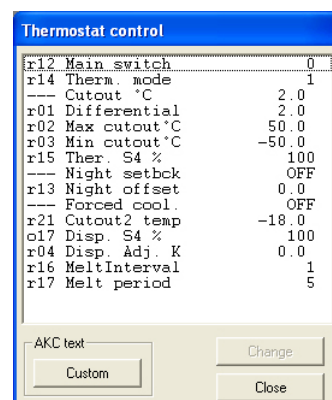 Thermostat control
r12 Main switch 0
r14 Therm. mode 1
--- Cutout °C 2.0
r01 Differential 2.0
r02 Max cutout°C 50.0
r03 Min cutout°C -50.0
r15 Ther. S4 % 100
--- Night setbck OFF
r13 Night offset 0.0
--- Forced cool. OFF
r21 Cutout2 temp -18.0
o17 Disp. S4 % 100
r04 Disp. Adj. K 0.0
r16 MeltInterval 1
r17 Melt period 5
AKC text
Custom
Change
Close